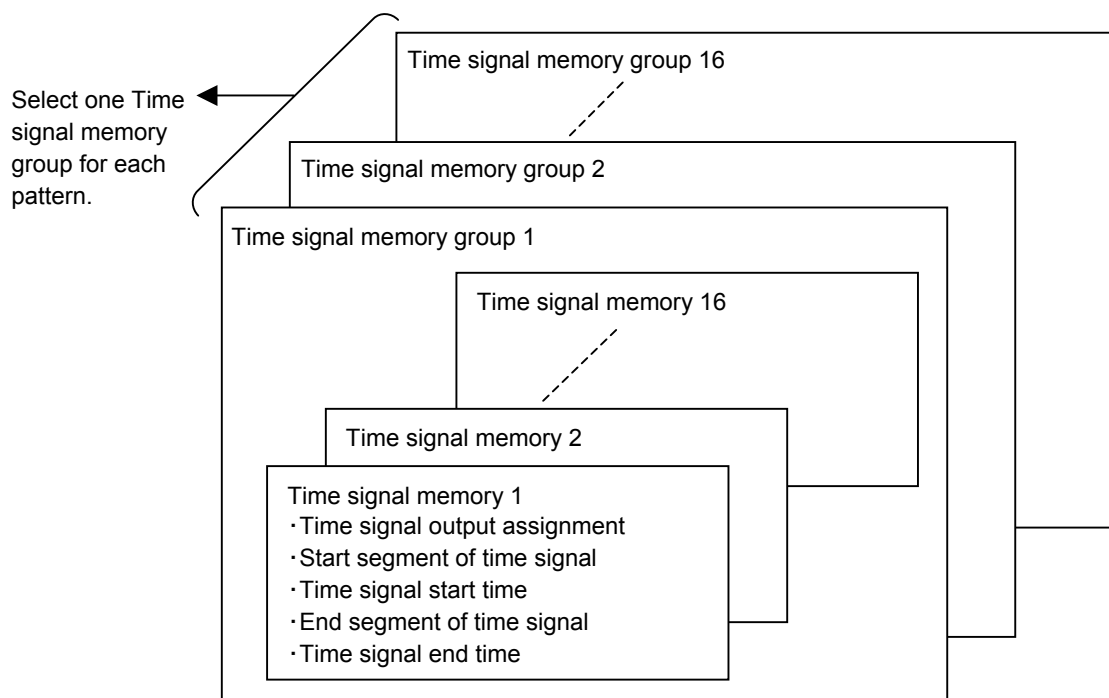 Time signal memory group 16
Select one Time
signal memory
group for each
pattern.
Time signal memory group 2
Time signal memory group 1
Time signal memory 16
Time signal memory 2
Time signal memory 1
・Time signal output assignment
・Start segment of time signal
・Time signal start time
・End segment of time signal
・Time signal end time